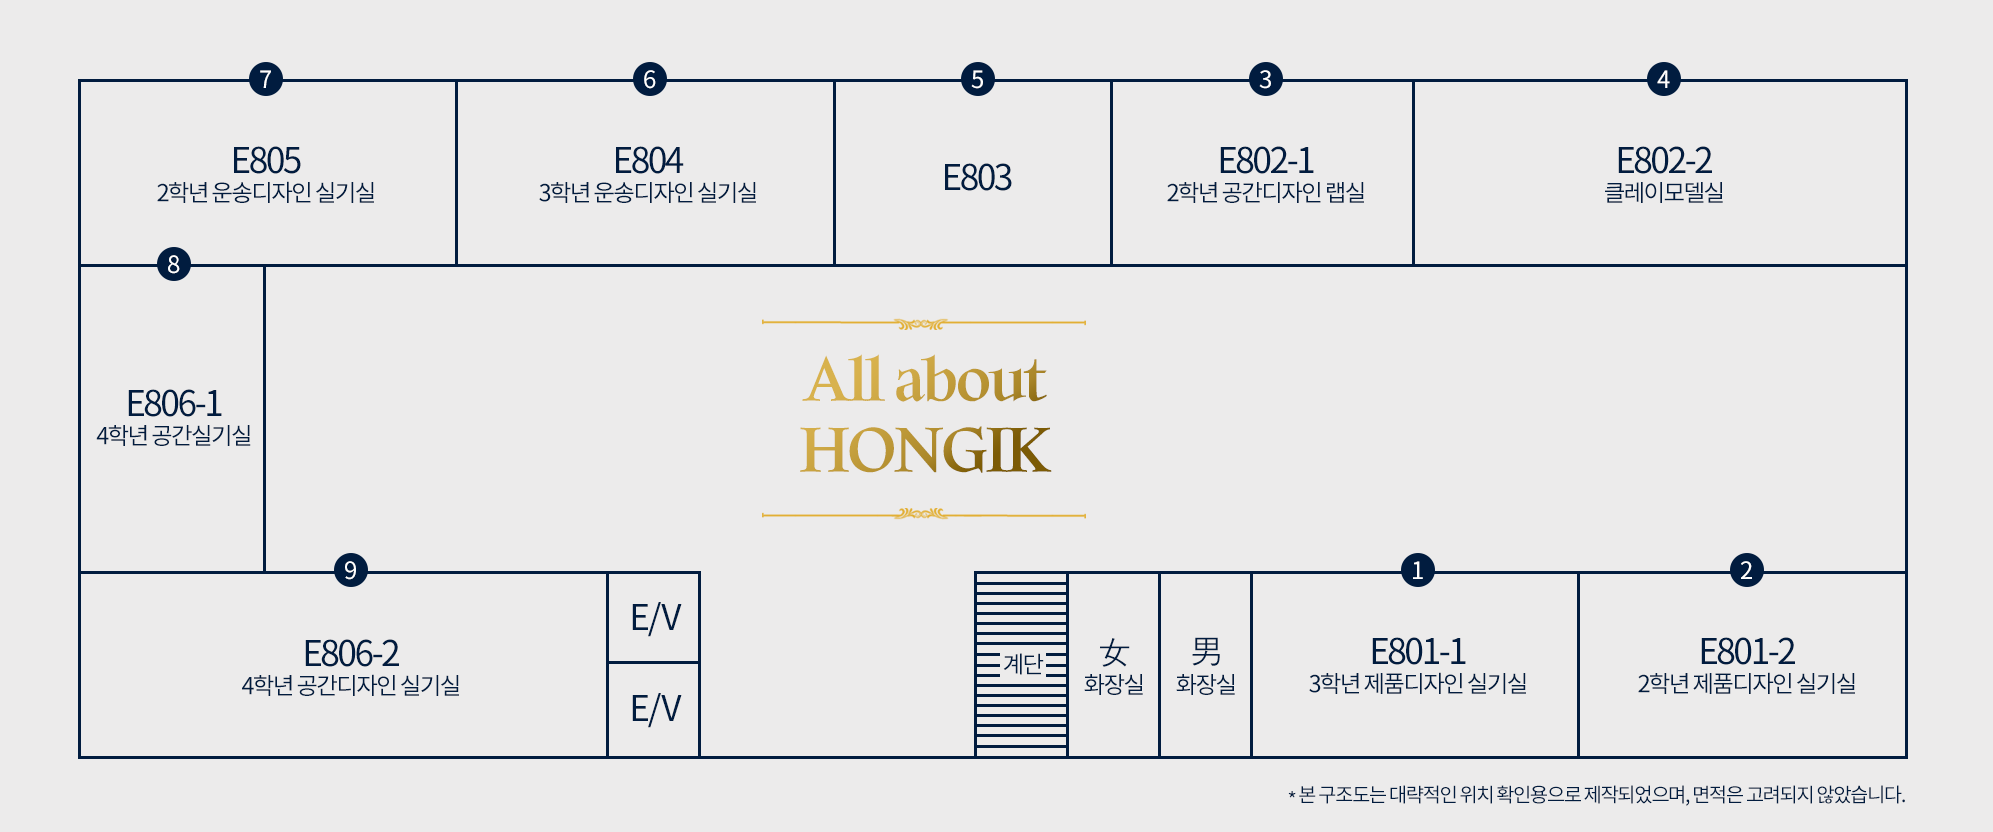 7
6
5
3
4
E805
2학년 운송디자인 실기실
E804
3학년 운송디자인 실기실
E803
E802-1
2학년 공간디자인 랩실
E802-2
클레이모델실
8
E806-1
4학년 공간실기실
All about
HONGIK
9
E806-2
4학년 공간디자인 실기실
E/V
E/V
계단
女
화장실
男
화장실
1
E801-1
3학년 제품디자인 실기실
2
E801-2
2학년 제품디자인 실기실
* 본 구조도는 대략적인 위치 확인용으로 제작되었으며, 면적은 고려되지 않았습니다.